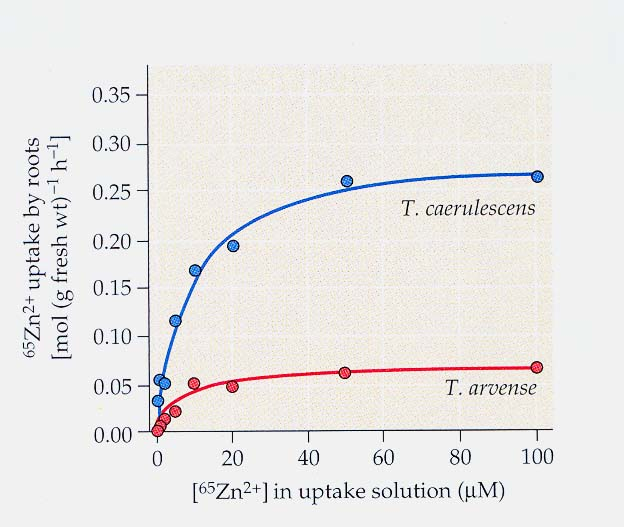 0.35
0.30
0.25
0.20
0.15
0.10
0.05
0.00
⁶⁵Zn²⁺ uptake by roots
[mol (g fresh wt)⁻¹ h⁻¹]
T. caerulescens
T. arvense
0 20 40 60 80 100
[⁶⁵Zn²⁺] in uptake solution (μM)